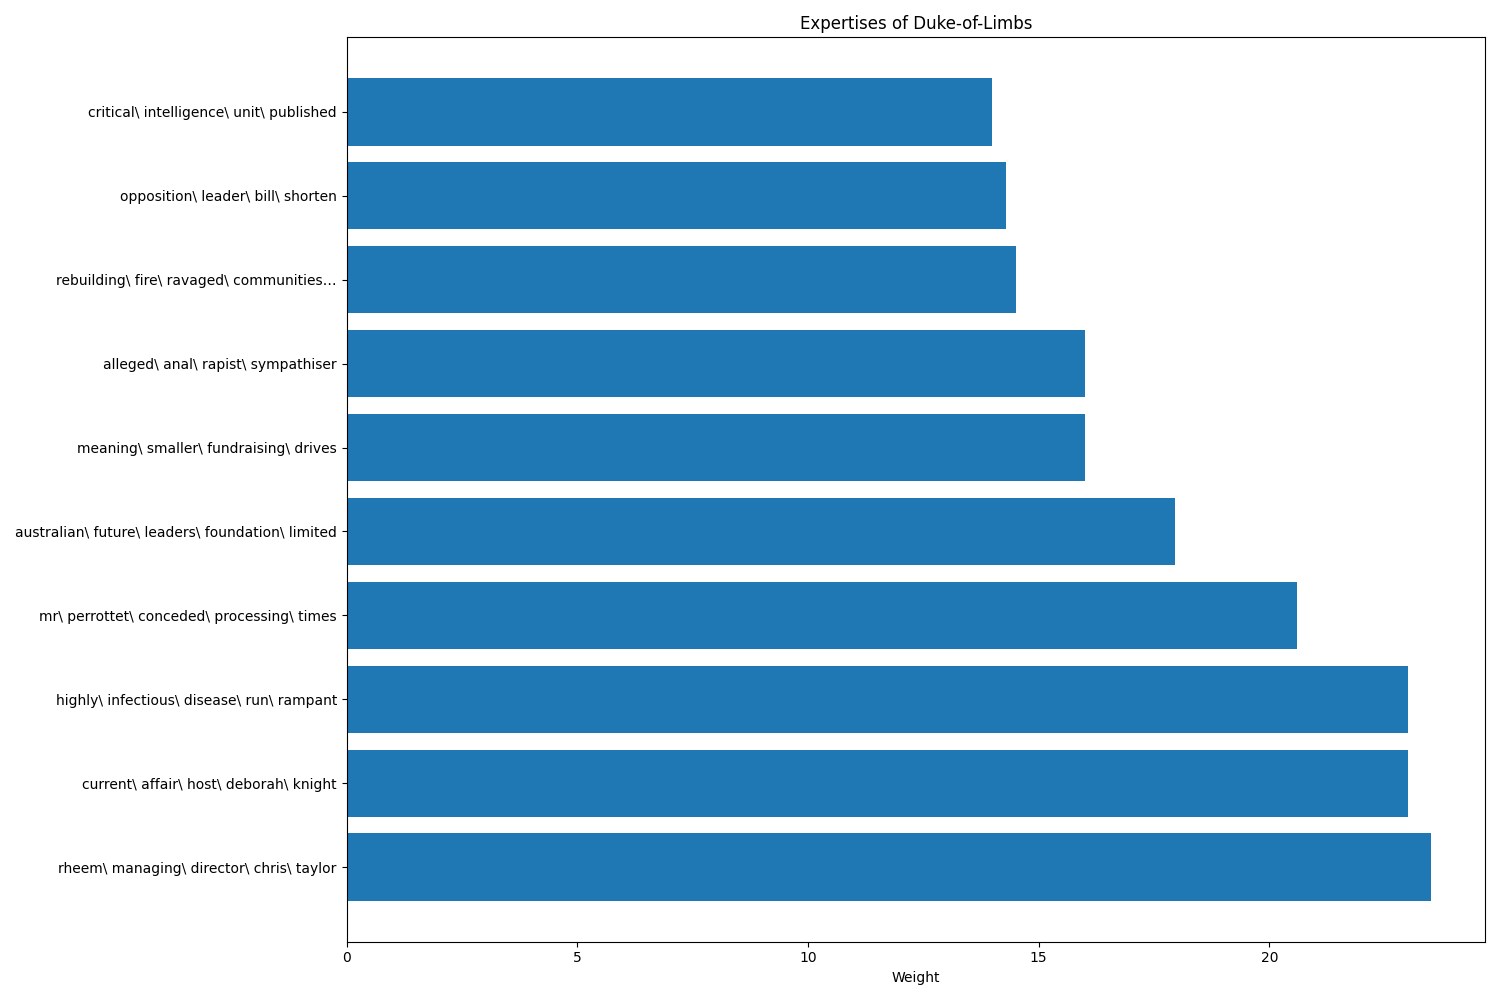 Expertises of Duke-of-Limbs
critical\ intelligence\ unit\ published
opposition\ leader\ bill\ shorten
rebuilding\ fire\ ravaged\ communities...
alleged\ anal\ rapist\ sympathiser
meaning\ smaller\ fundraising\ drives
australian\ future\ leaders\ foundation\ limited
mr\ perrottet\ conceded\ processing\ times
highly\ infectious\ disease\ run\ rampant
current\ affair\ host\ deborah\ knight
rheem\ managing\ director\ chris\ taylor
0 5 10 15 20
Weight